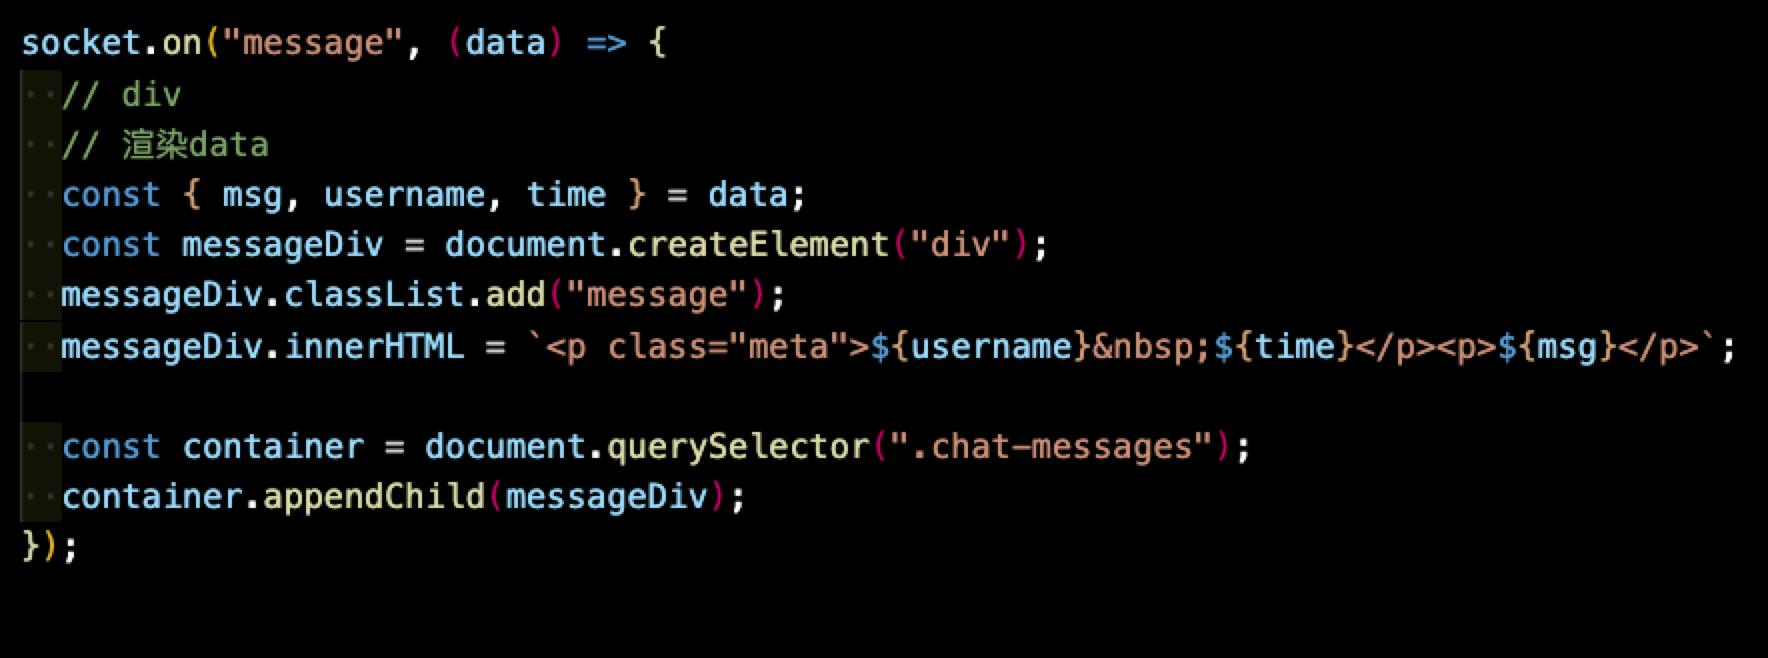 socket.on("message", (data) => {
  // div
  // 渲染data
  const { msg, username, time } = data;
  const messageDiv = document.createElement("div");
  messageDiv.classList.add("message");
  messageDiv.innerHTML = `<p class="meta">${username}&nbsp;${time}</p><p>${msg}</p>`;

  const container = document.querySelector(".chat-messages");
  container.appendChild(messageDiv);
});